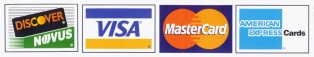 DISCOVER
NOVUS
VISA
MasterCard
AMERICAN
EXPRESS Cards